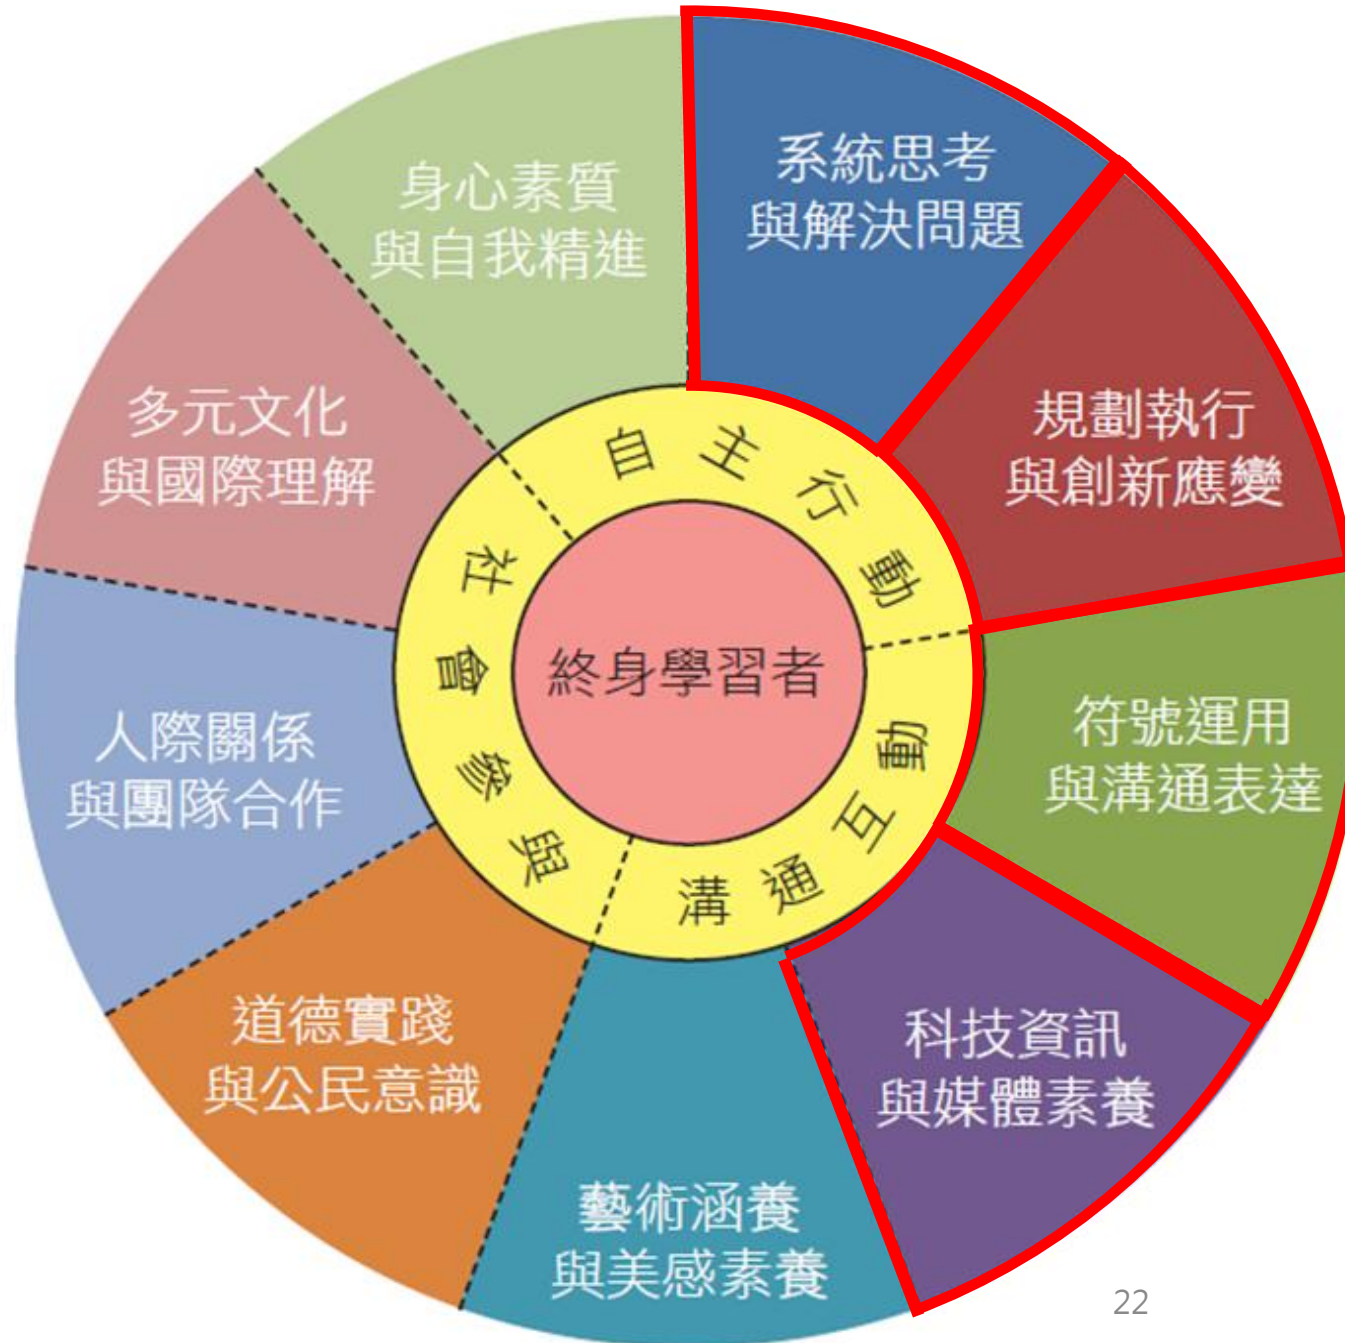 身心素質
與自我精進
系統思考
與解決問題
規劃執行
與創新應變
符號運用
與溝通表達
科技資訊
與媒體素養
藝術涵養
與美感素養
道德實踐
與公民意識
人際關係
與團隊合作
多元文化
與國際理解
自主行動
溝通互動
社會參與
終身學習者
22